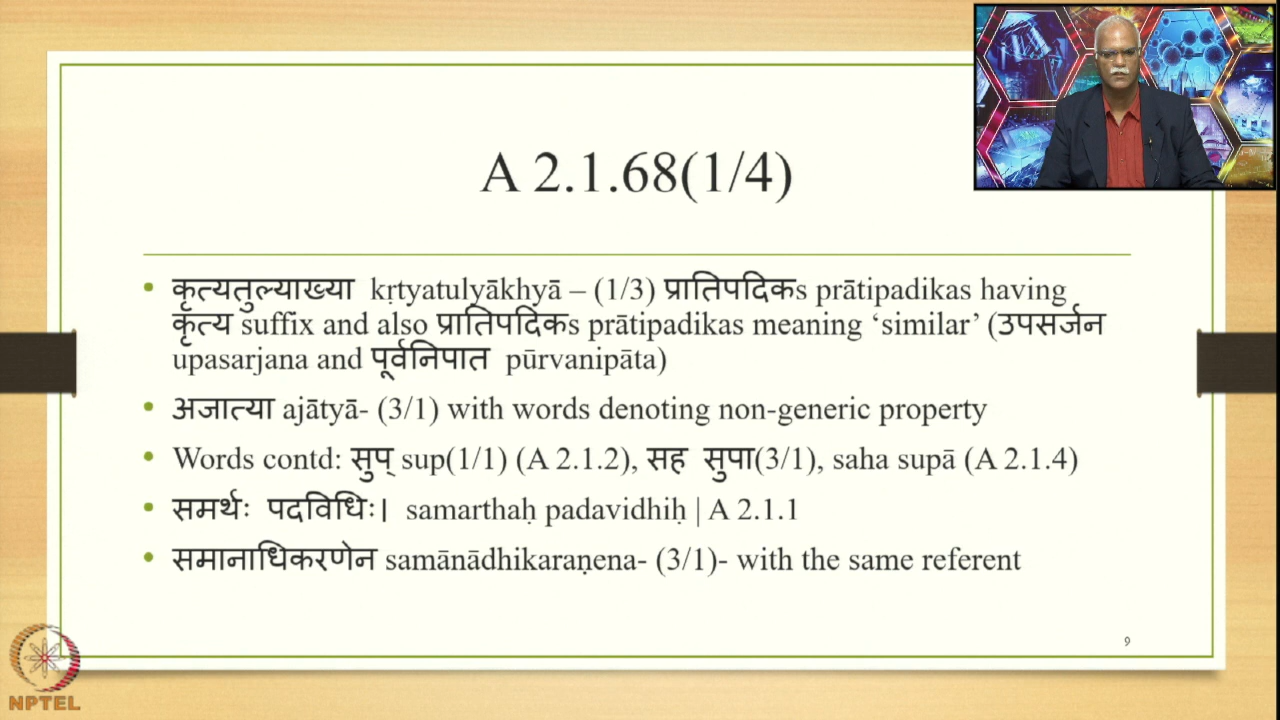 A 2.1.68(1/4)
• कृत्यतुल्याख्या kṛtyatulyākhyā – (1/3) प्रातिपदिकs prātipadikas having
कृत्य suffix and also प्रातिपदिकs prātipadikas meaning ‘similar’ (उपसर्जन
upasarjana and पूर्वनिपात pūrvanipāta)
• अजात्या ajātyā- (3/1) with words denoting non-generic property
• Words contd: सुप् sup(1/1) (A 2.1.2), सह सुपा(3/1), saha supā (A 2.1.4)
• समर्थः पदविधिः। samarthaḥ padavidhiḥ | A 2.1.1
• समानाधिकरणेन samānādhikaraṇena- (3/1)- with the same referent
9
NPTEL